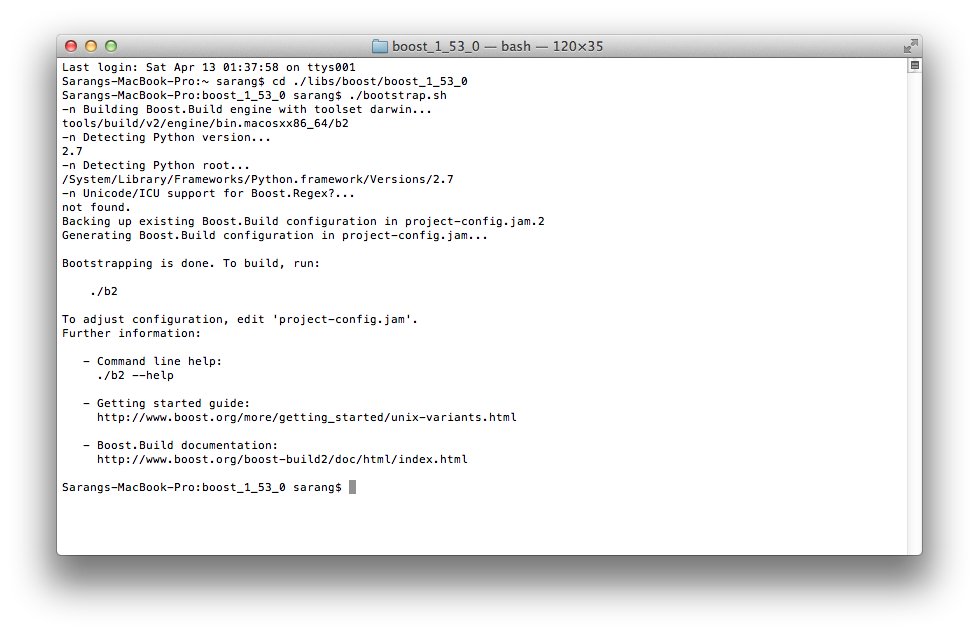 boost_1_53_0 — bash — 120×35
Last login: Sat Apr 13 01:37:58 on ttys001
Sarangs-MacBook-Pro:~ sarang$ cd ./libs/boost/boost_1_53_0
Sarangs-MacBook-Pro:boost_1_53_0 sarang$ ./bootstrap.sh
-n Building Boost.Build engine with toolset darwin...
tools/build/v2/engine/bin.macosxx86_64/b2
-n Detecting Python version...
2.7
-n Detecting Python root...
/System/Library/Frameworks/Python.framework/Versions/2.7
-n Unicode/ICU support for Boost.Regex?...
not found.
Backing up existing Boost.Build configuration in project-config.jam.2
Generating Boost.Build configuration in project-config.jam...
Bootstrapping is done. To build, run:
./b2
To adjust configuration, edit 'project-config.jam'.
Further information:
- Command line help:
./b2 --help
- Getting started guide:
http://www.boost.org/more/getting_started/unix-variants.html
- Boost.Build documentation:
http://www.boost.org/boost-build2/doc/html/index.html
Sarangs-MacBook-Pro:boost_1_53_0 sarang$